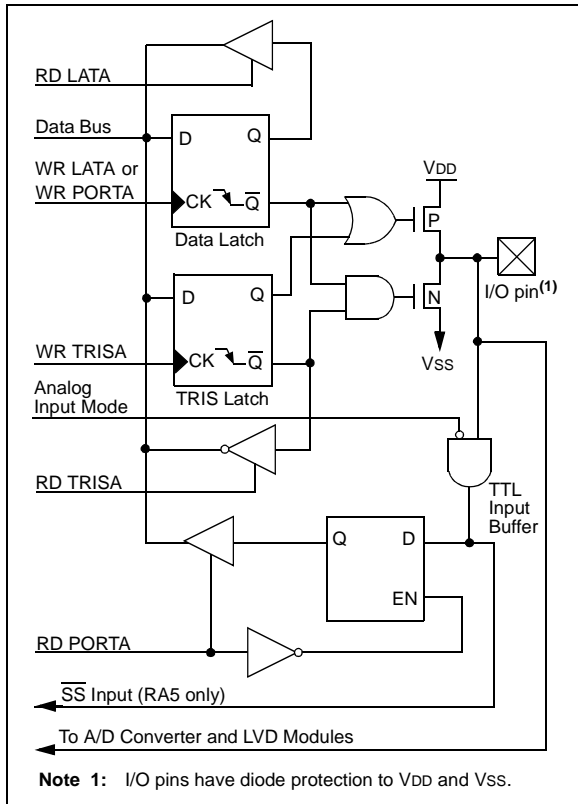 RD LATA
Data Bus
D Q
WR LATA or
WR PORTA
CK Q
Data Latch
VDD
P
I/O pin(1)
D Q
N
WR TRISA
CK Q
VSS
TRIS Latch
Analog
Input Mode
RD TRISA
TTL
Input
Buffer
Q D
EN
RD PORTA
SS Input (RA5 only)
To A/D Converter and LVD Modules
Note 1: I/O pins have diode protection to VDD and VSS.